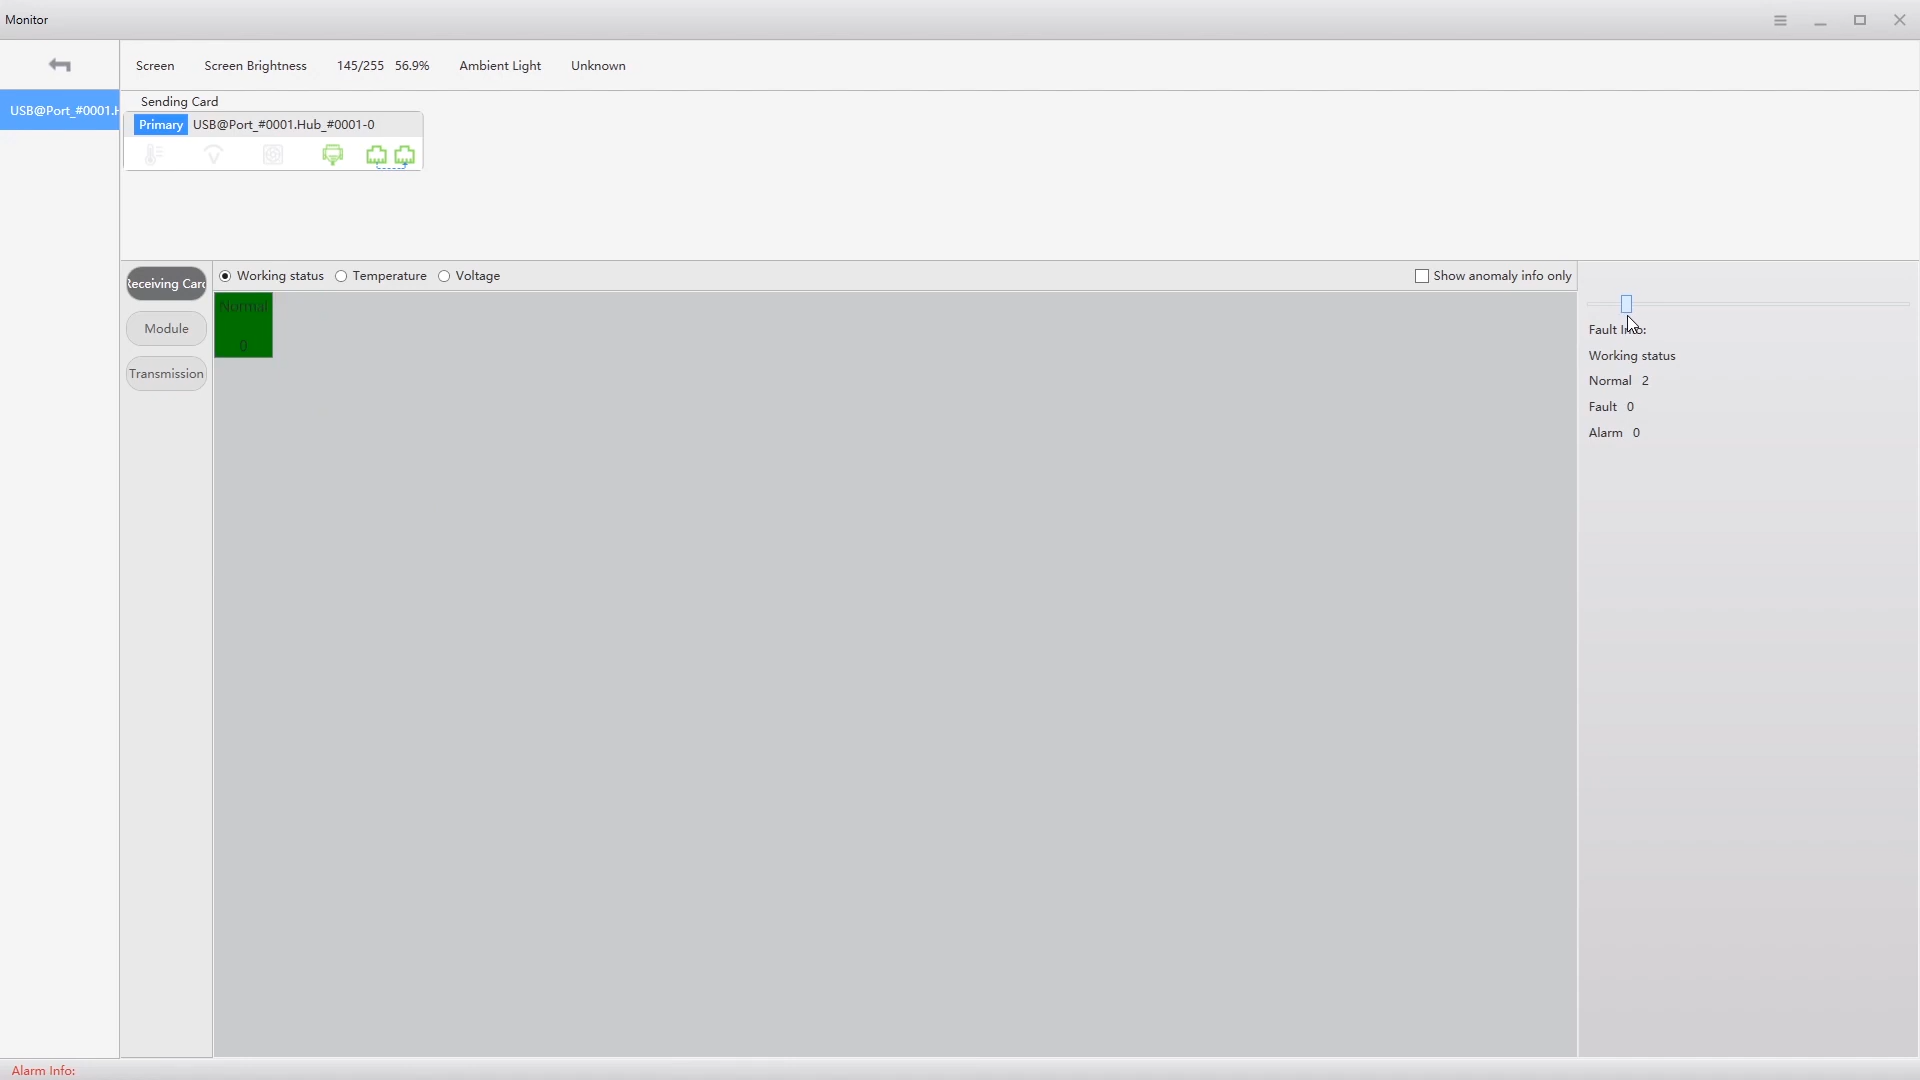 Monitor
Screen Screen Brightness 145/255 56.9% Ambient Light Unknown
USB@Port_#0001.H
Sending Card
Primary USB@Port_#0001.Hub_#0001-0
Receiving Card
Working status Temperature Voltage Show anomaly info only
Normal
0
Module
Transmission
Fault Info:
Working status
Normal 2
Fault 0
Alarm 0
Alarm Info: